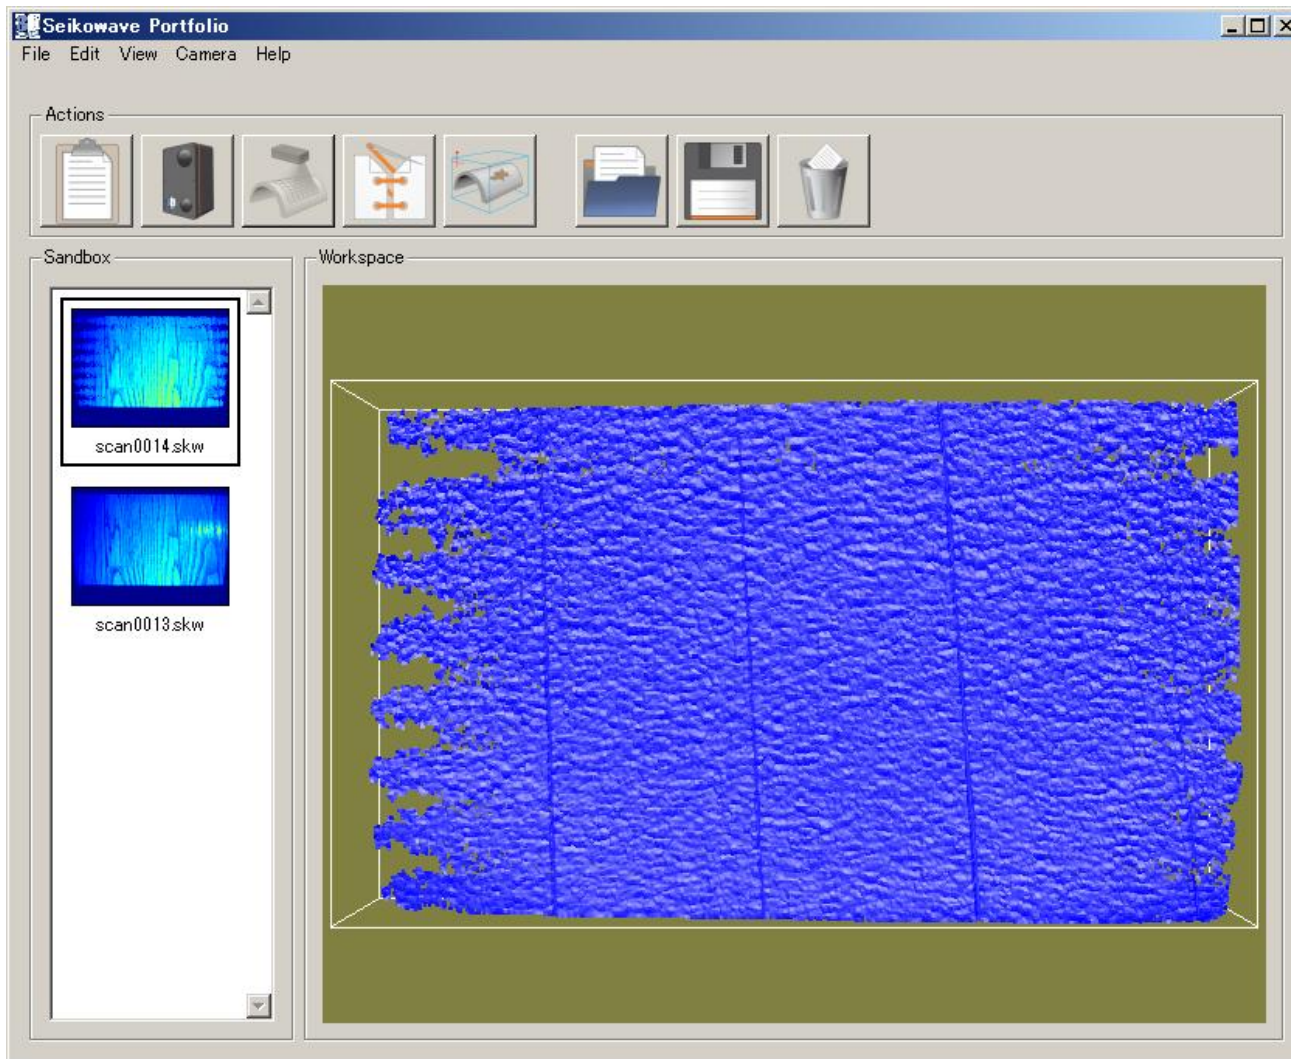 Seikowave Portfolio
File Edit View Camera Help
Actions
Sandbox
Workspace
scan0014.skw
scan0013.skw